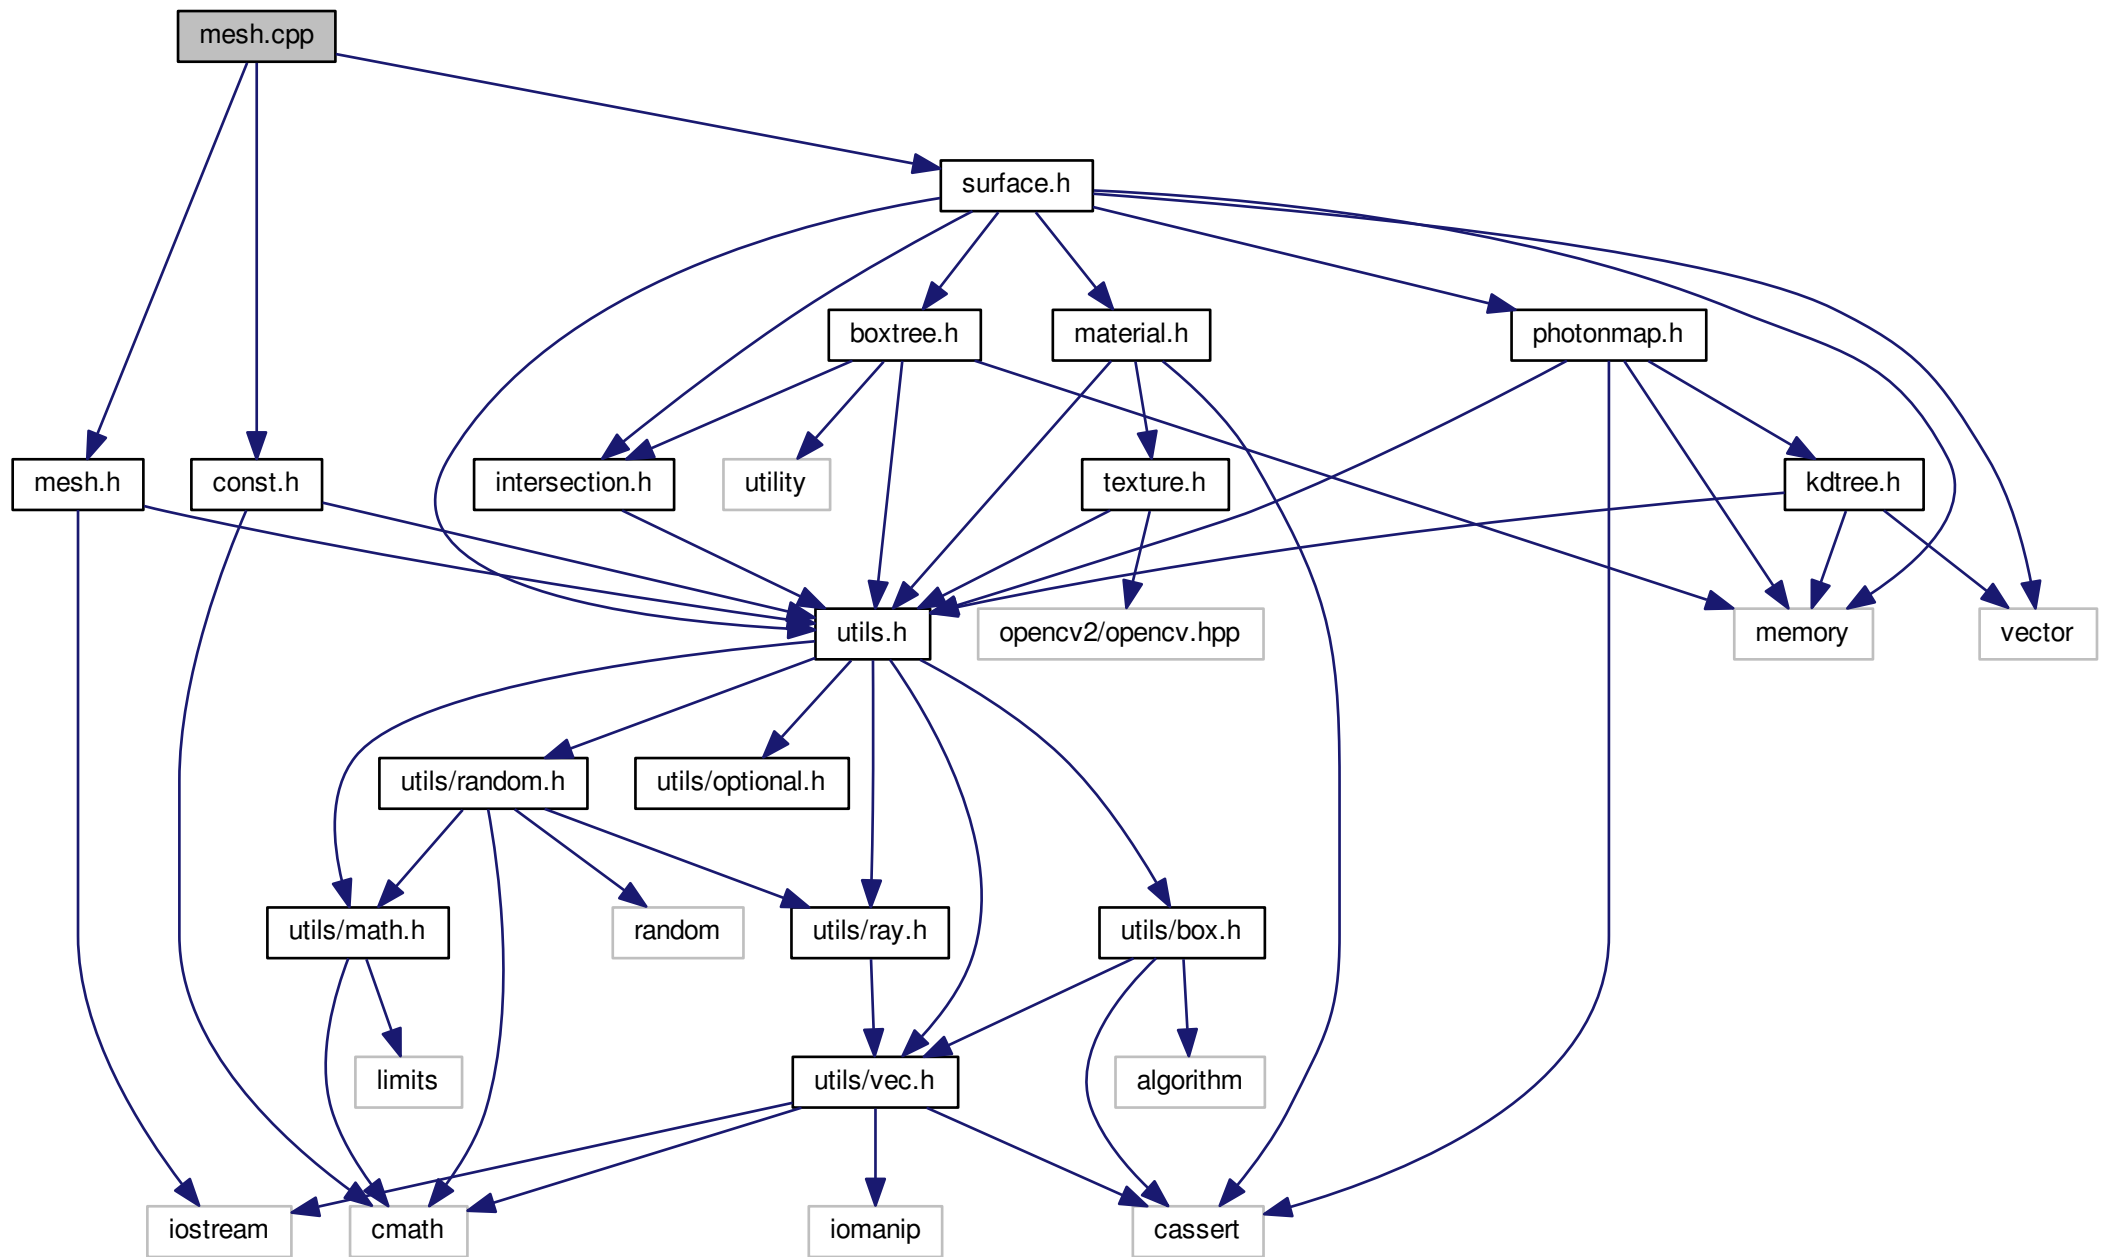 mesh.cpp
surface.h
boxtree.h
material.h
photonmap.h
mesh.h
const.h
intersection.h
utility
texture.h
kdtree.h
utils.h
opencv2/opencv.hpp
memory
vector
utils/random.h
utils/optional.h
utils/math.h
random
utils/ray.h
utils/box.h
limits
utils/vec.h
algorithm
iostream
cmath
iomanip
cassert